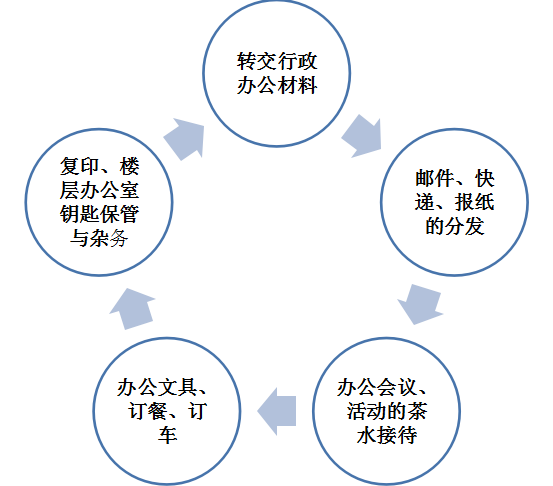 转交行政
办公材料
邮件、快
递、报纸
的分发
办公会议、
活动的茶
水接待
办公文具、
订餐、订
车
复印、楼
层办公室
钥匙保管
与杂务